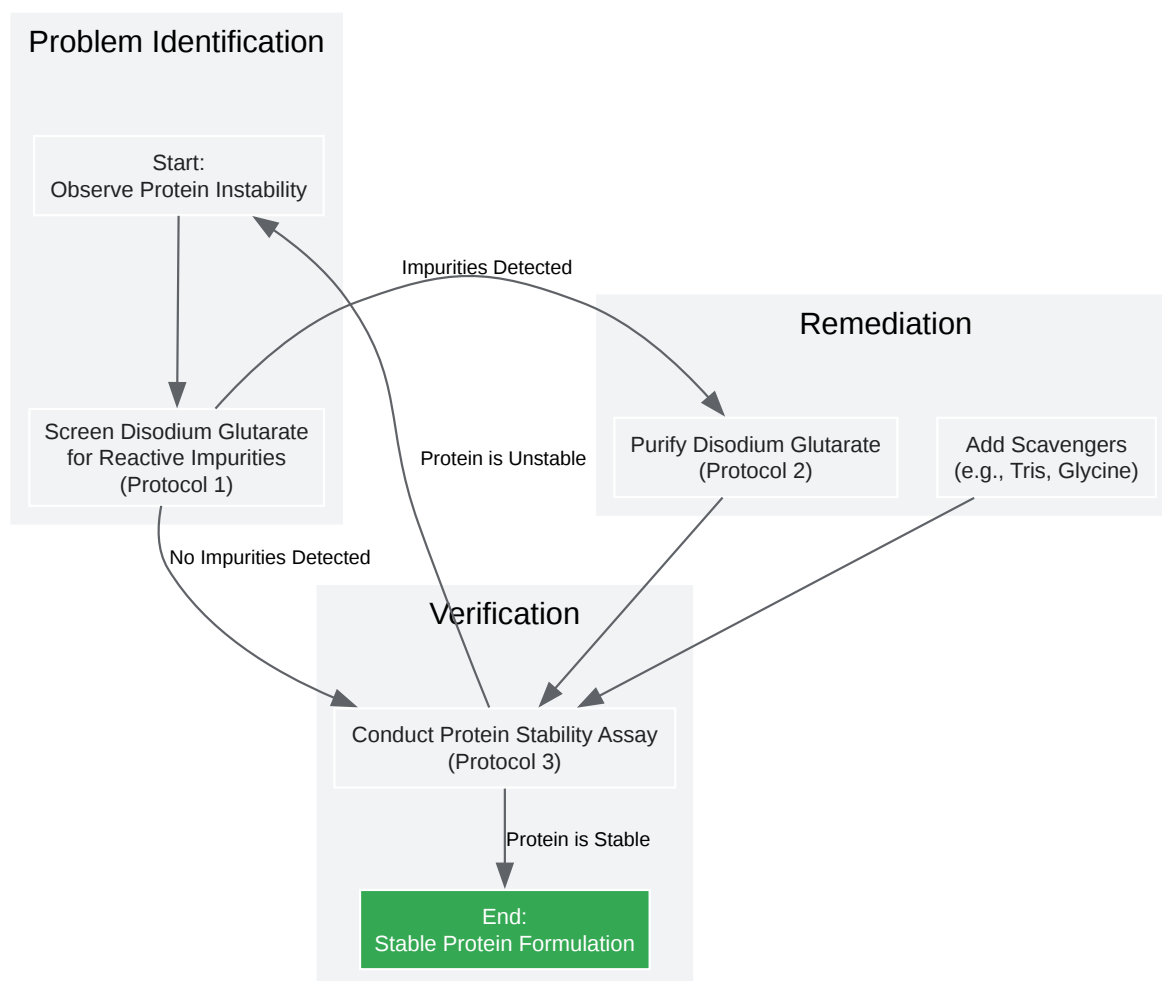 Problem Identification
Start:
Observe Protein Instability
Impurities Detected
Remediation
Screen Disodium Glutarate
for Reactive Impurities
(Protocol 1)
Protein is Unstable
Purify Disodium Glutarate
(Protocol 2)
Add Scavengers
(e.g., Tris, Glycine)
No Impurities Detected
Verification
Conduct Protein Stability Assay
(Protocol 3)
Protein is Stable
End:
Stable Protein Formulation